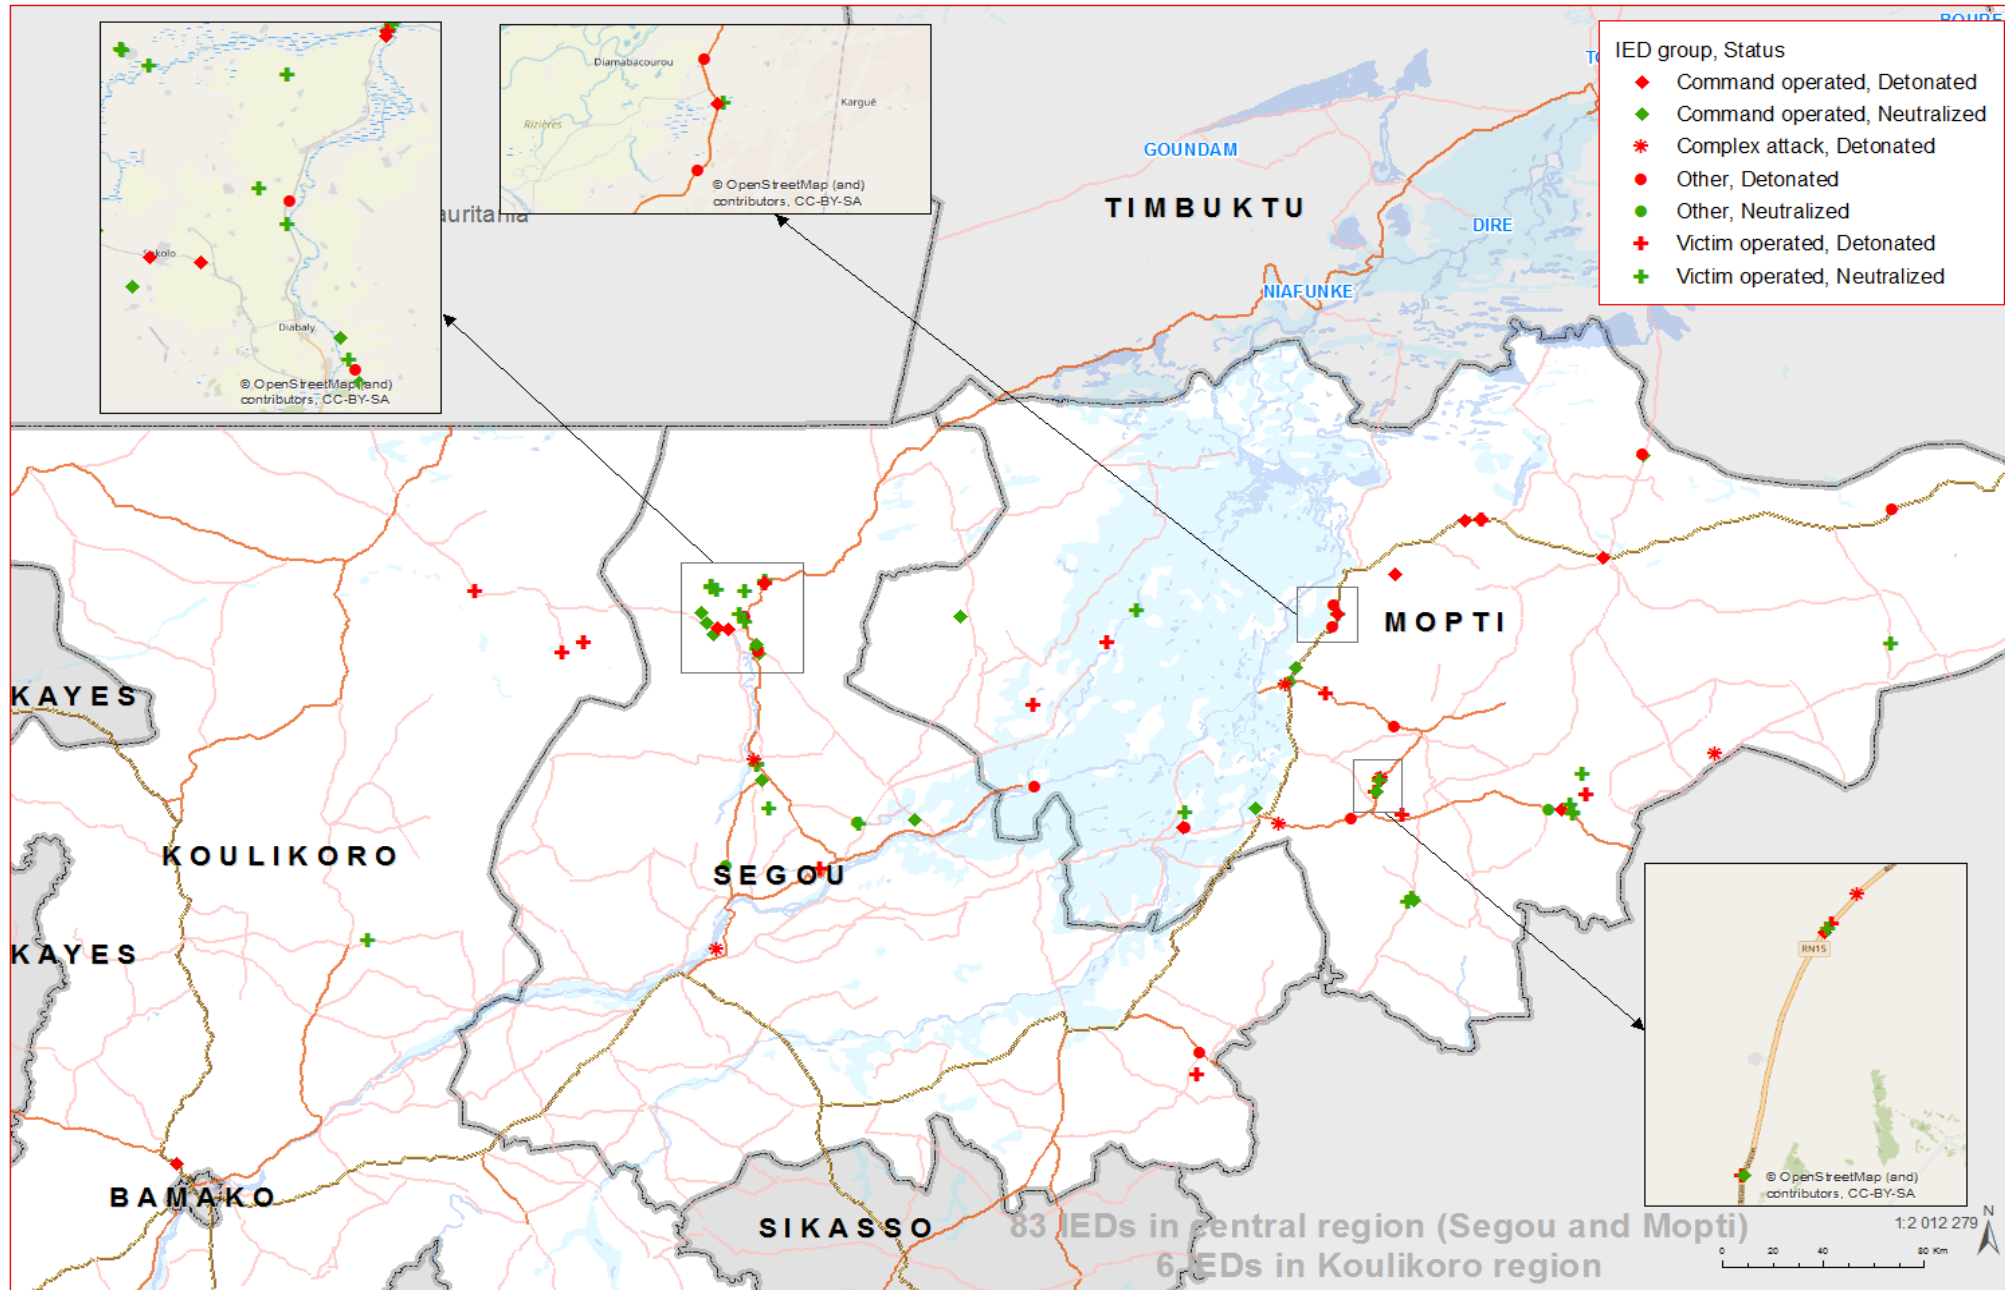 © OpenStreetMap (and)
contributors, CC-BY-SA
Sokolo
Diabaly
Diamabacourou
Kargué
Rizières
© OpenStreetMap (and)
contributors, CC-BY-SA
auritania
IED group, Status
Command operated, Detonated
Command operated, Neutralized
Complex attack, Detonated
Other, Detonated
Other, Neutralized
Victim operated, Detonated
Victim operated, Neutralized
GOUNDAM
TIMBUKTU
DIRE
NIAFUNKE
MOPTI
KAYES
KOULIKORO
SEGOU
KAYES
RN15
© OpenStreetMap (and)
contributors, CC-BY-SA
BAMAKO
SIKASSO
83 IEDs in central region (Segou and Mopti)
6 IEDs in Koulikoro region
1:2 012 279
N
0 20 40 80 Km